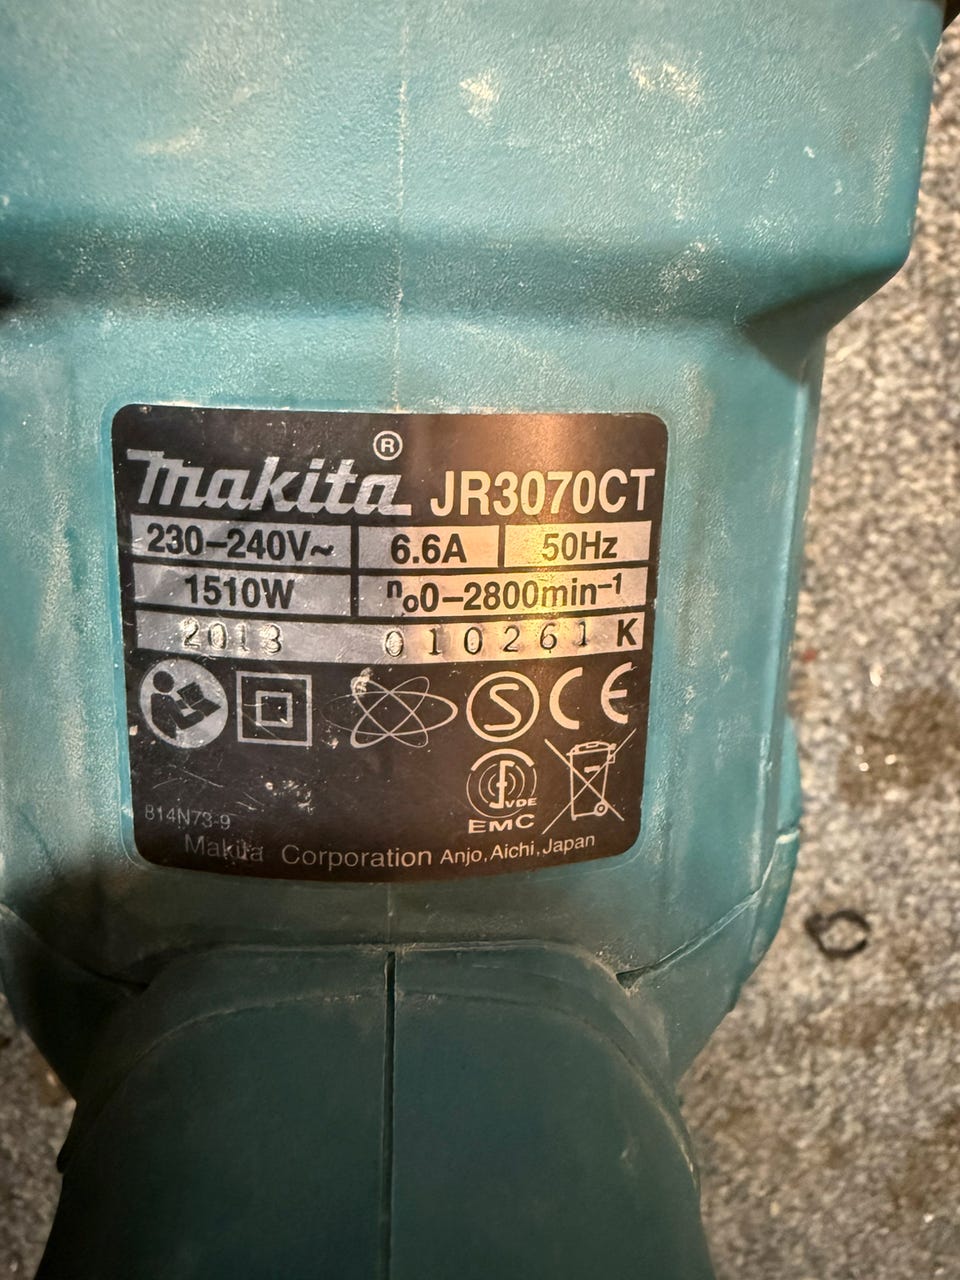 makita® JR3070CT
230–240V~ 6.6A 50Hz
1510W n₀0–2800min⁻¹
2013 010261 K
S CE
VDE
EMC
814N73-9
Makita Corporation Anjo, Aichi, Japan